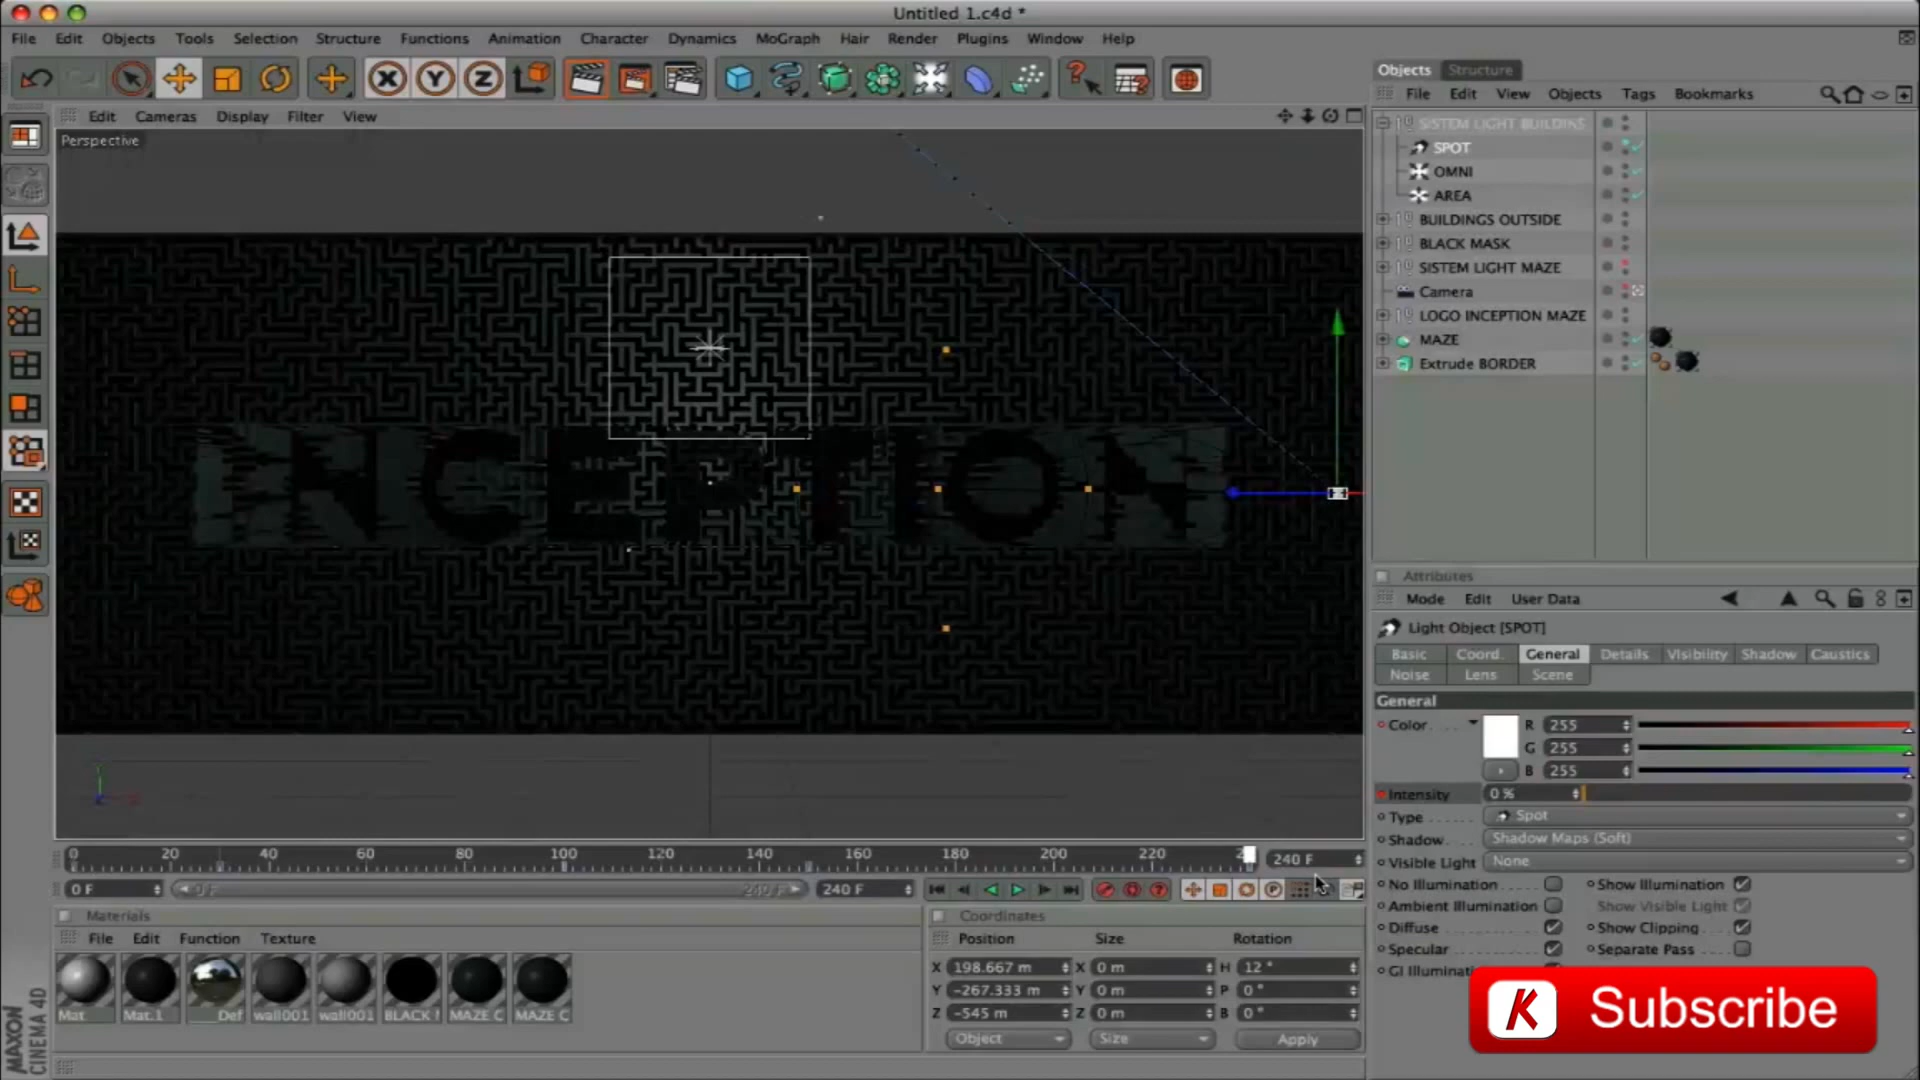 Untitled 1.c4d *
File Edit Objects Tools Selection Structure Functions Animation Character Dynamics MoGraph Hair Render Plugins Window Help
X Y Z
Objects Structure
File Edit View Objects Tags Bookmarks
Edit Cameras Display Filter View
Perspective
SISTEM LIGHT BUILDING
SPOT
OMNI
AREA
BUILDINGS OUTSIDE
BLACK MASK
SISTEM LIGHT MAZE
Camera
LOGO INCEPTION MAZE
MAZE
Extrude BORDER
INCEPTION
Attributes
Mode Edit User Data
Light Object [SPOT]
Basic Coord. General Details Visibility Shadow Caustics
Noise Lens Scene
General
Color R 255
G 255
B 255
Intensity 0 %
Type Spot
Shadow Shadow Maps (Soft)
Visible Light None
No Illumination Show Illumination
Ambient Illumination Show Visible Light
Diffuse Show Clipping
Specular Separate Pass
0 20 40 60 80 100 120 140 160 180 200 220 240 F
0 F 0 F 240 F 240 F
Materials
File Edit Function Texture
Mat Mat.1 Def wall001 wall001 BLACK MAZE C MAZE C
Coordinates
Position Size Rotation
X 198.667 m X 0 m H 12 °
Y -267.333 m Y 0 m P 0 °
Z -545 m Z 0 m B 0 °
Object Size Apply
MAXON
CINEMA 4D
K Subscribe